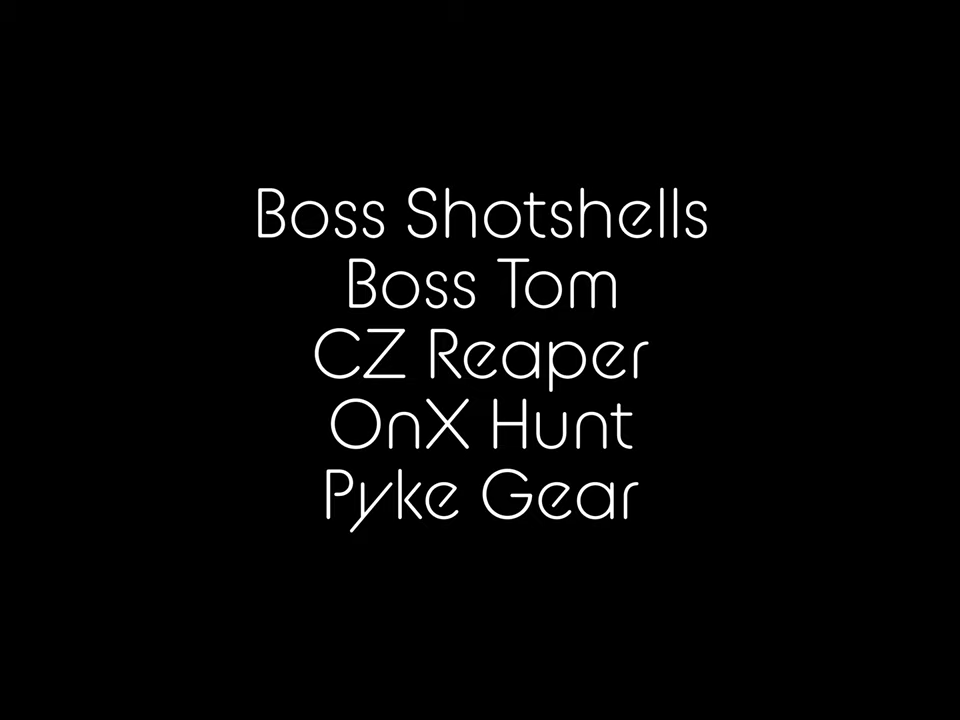 Boss Shotshells
Boss Tom
CZ Reaper
OnX Hunt
Pyke Gear